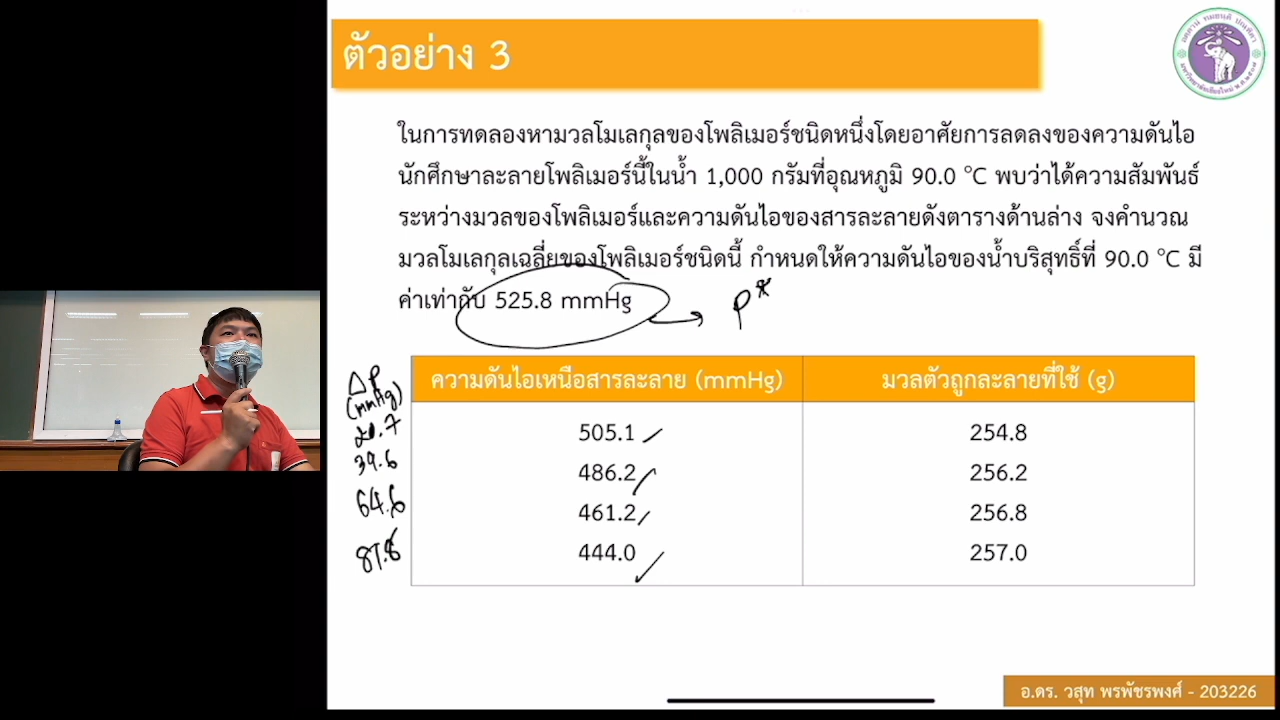 ตัวอย่าง 3
ในการทดลองหามวลโมเลกุลของโพลิเมอร์ชนิดหนึ่งโดยอาศัยการลดลงของความดันไอ
นักศึกษาละลายโพลิเมอร์นี้ในน้ำ 1,000 กรัมที่อุณหภูมิ 90.0 °C พบว่าได้ความสัมพันธ์
ระหว่างมวลของโพลิเมอร์และความดันไอของสารละลายดังตารางด้านล่าง จงคำนวณ
มวลโมเลกุลเฉลี่ยของโพลิเมอร์ชนิดนี้ กำหนดให้ความดันไอของน้ำบริสุทธิ์ที่ 90.0 °C มี
ค่าเท่ากับ 525.8 mmHg
P*
ΔP
(mmHg)
20.7
39.6
64.6
81.8
ความดันไอเหนือสารละลาย (mmHg) มวลตัวถูกละลายที่ใช้ (g)
505.1 254.8
486.2 256.2
461.2 256.8
444.0 257.0
อ.ดร. วสุท พรพัชรพงศ์ - 203226